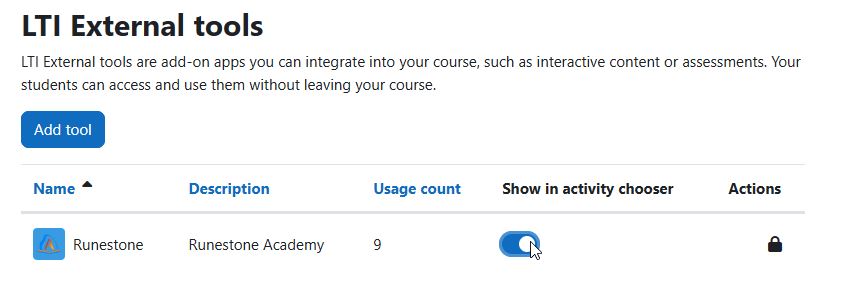 LTI External tools
LTI External tools are add-on apps you can integrate into your course, such as interactive content or assessments. Your
students can access and use them without leaving your course.
Add tool
Name Description Usage count Show in activity chooser Actions
Runestone Runestone Academy 9